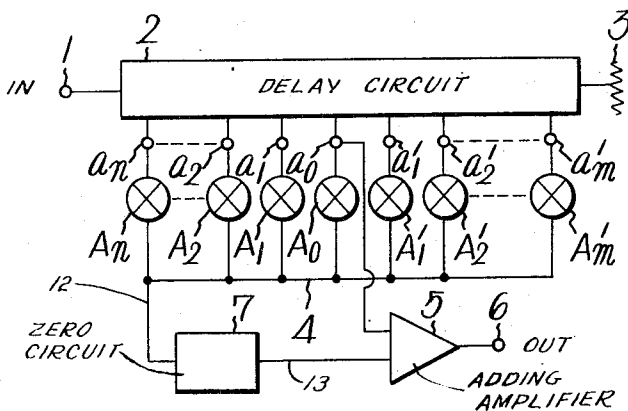 1 2 3
IN DELAY CIRCUIT
an a2 a1 a0 a'1 a'2 a'm
An A2 A1 A0 A'1 A'2 A'm
12 7 4 5 6
ZERO CIRCUIT
OUT
13
ADDING AMPLIFIER